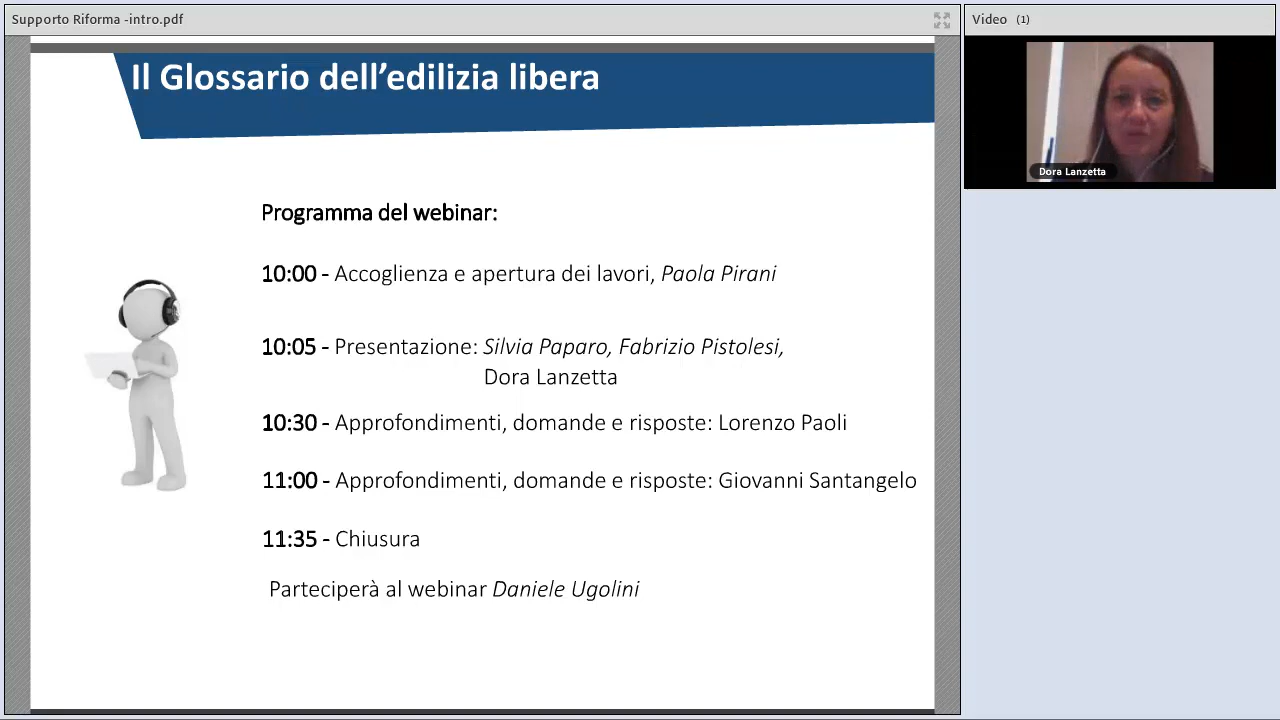 Supporto Riforma -intro.pdf
Video (1)
Il Glossario dell’edilizia libera
Dora Lanzetta
Programma del webinar:
10:00 - Accoglienza e apertura dei lavori, Paola Pirani
10:05 - Presentazione: Silvia Paparo, Fabrizio Pistolesi,
Dora Lanzetta
10:30 - Approfondimenti, domande e risposte: Lorenzo Paoli
11:00 - Approfondimenti, domande e risposte: Giovanni Santangelo
11:35 - Chiusura
Parteciperà al webinar Daniele Ugolini